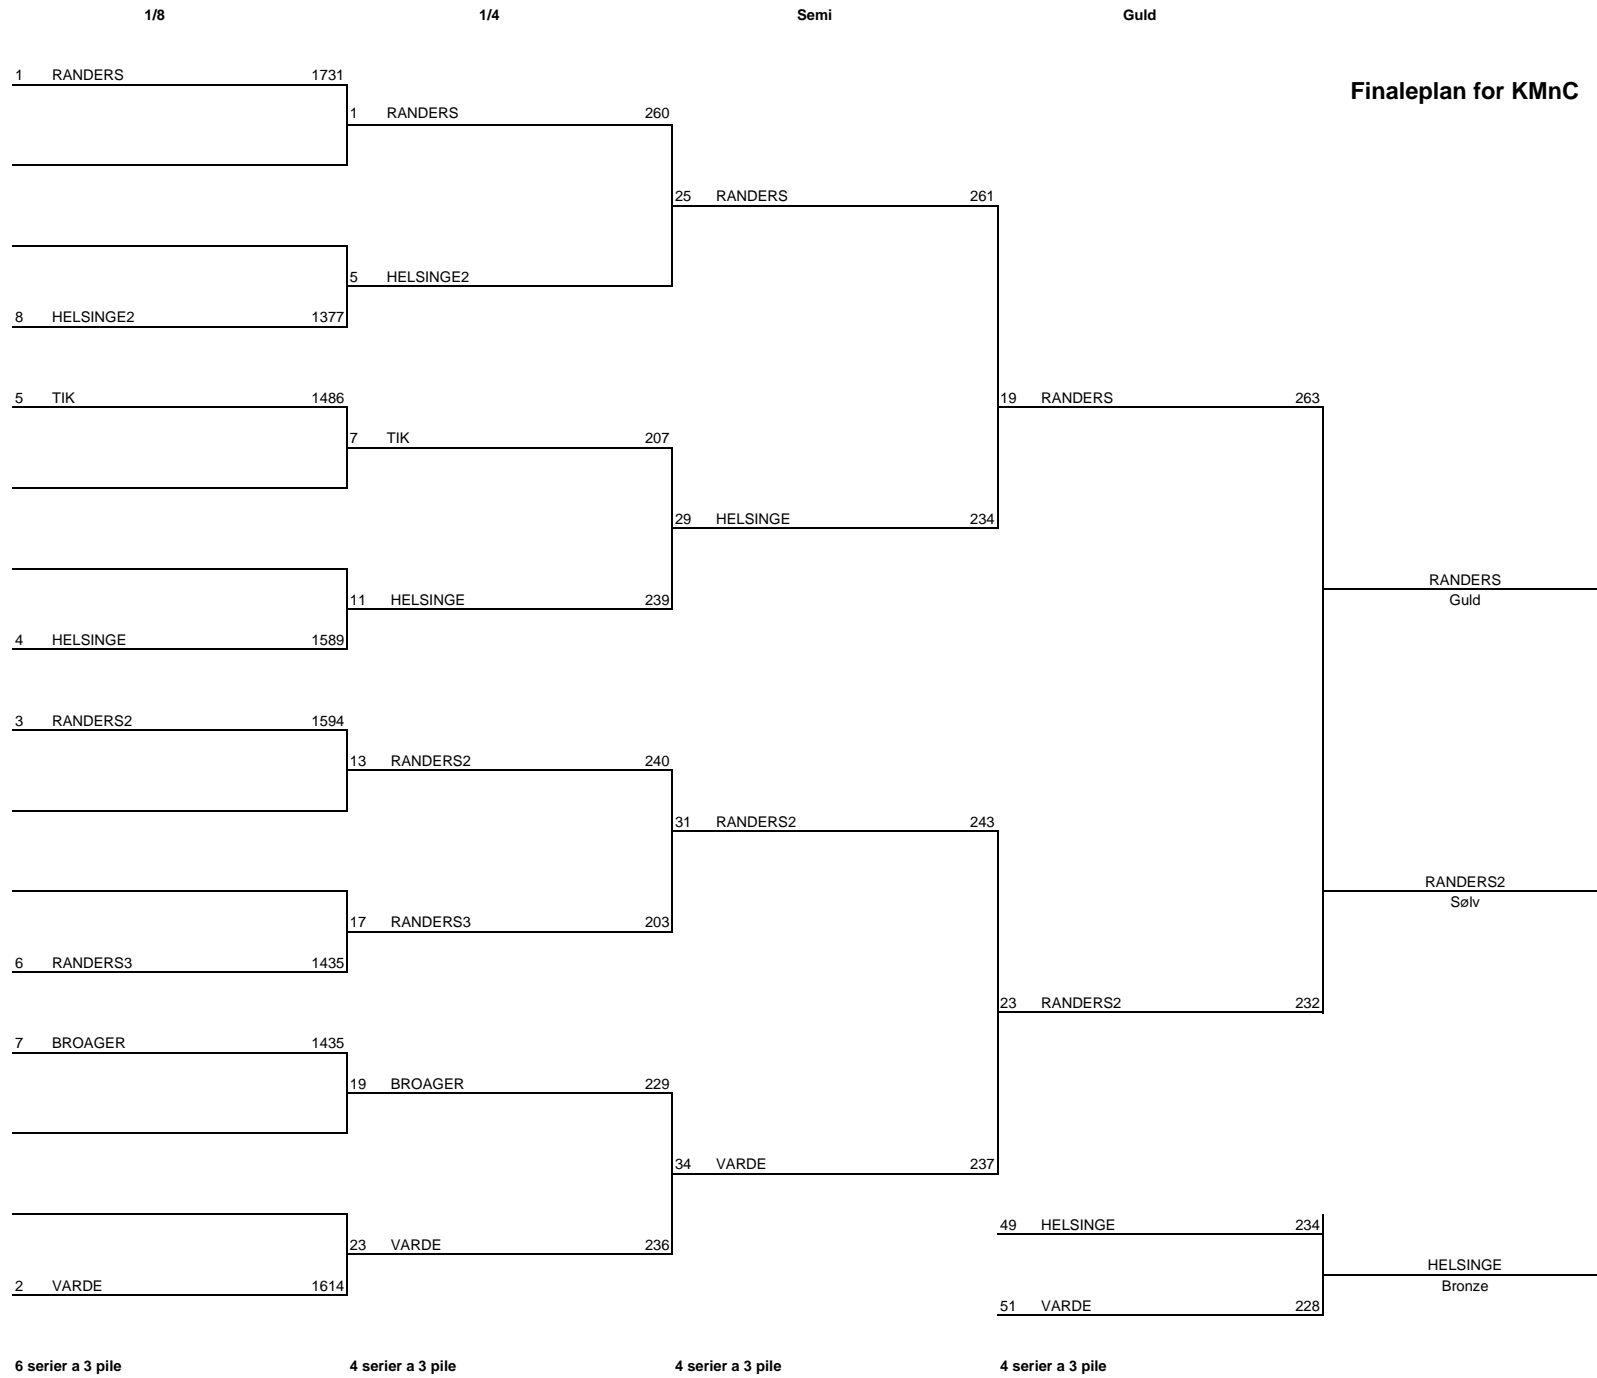 1/8 1/4 Semi Guld
1 RANDERS 1731
Finaleplan for KMnC
1 RANDERS 260
25 RANDERS 261
5 HELSINGE2
8 HELSINGE2 1377
5 TIK 1486 19 RANDERS 263
7 TIK 207
29 HELSINGE 234
RANDERS
Guld
11 HELSINGE 239
4 HELSINGE 1589
3 RANDERS2 1594
13 RANDERS2 240
31 RANDERS2 243
RANDERS2
Sølv
17 RANDERS3 203
6 RANDERS3 1435
23 RANDERS2 232
7 BROAGER 1435
19 BROAGER 229
34 VARDE 237
49 HELSINGE 234
23 VARDE 236
HELSINGE
Bronze
2 VARDE 1614
51 VARDE 228
6 serier a 3 pile 4 serier a 3 pile 4 serier a 3 pile 4 serier a 3 pile